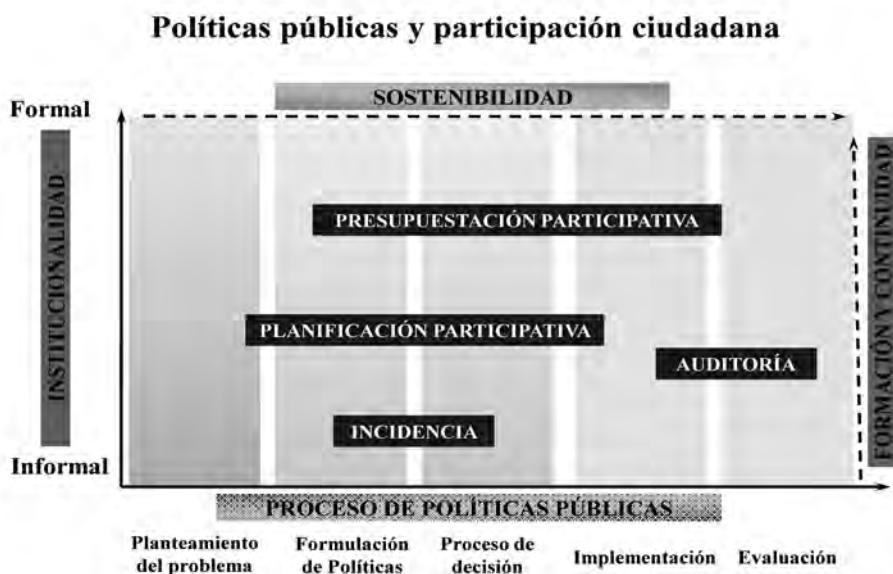 Políticas públicas y participación ciudadana
SOSTENIBILIDAD
Formal
INSTITUCIONALIDAD
FORMACIÓN Y CONTINUIDAD
PRESUPUESTACIÓN PARTICIPATIVA
PLANIFICACIÓN PARTICIPATIVA
AUDITORÍA
INCIDENCIA
Informal
PROCESO DE POLÍTICAS PÚBLICAS
Planteamiento
del problema
Formulación
de Políticas
Proceso de
decisión
Implementación
Evaluación